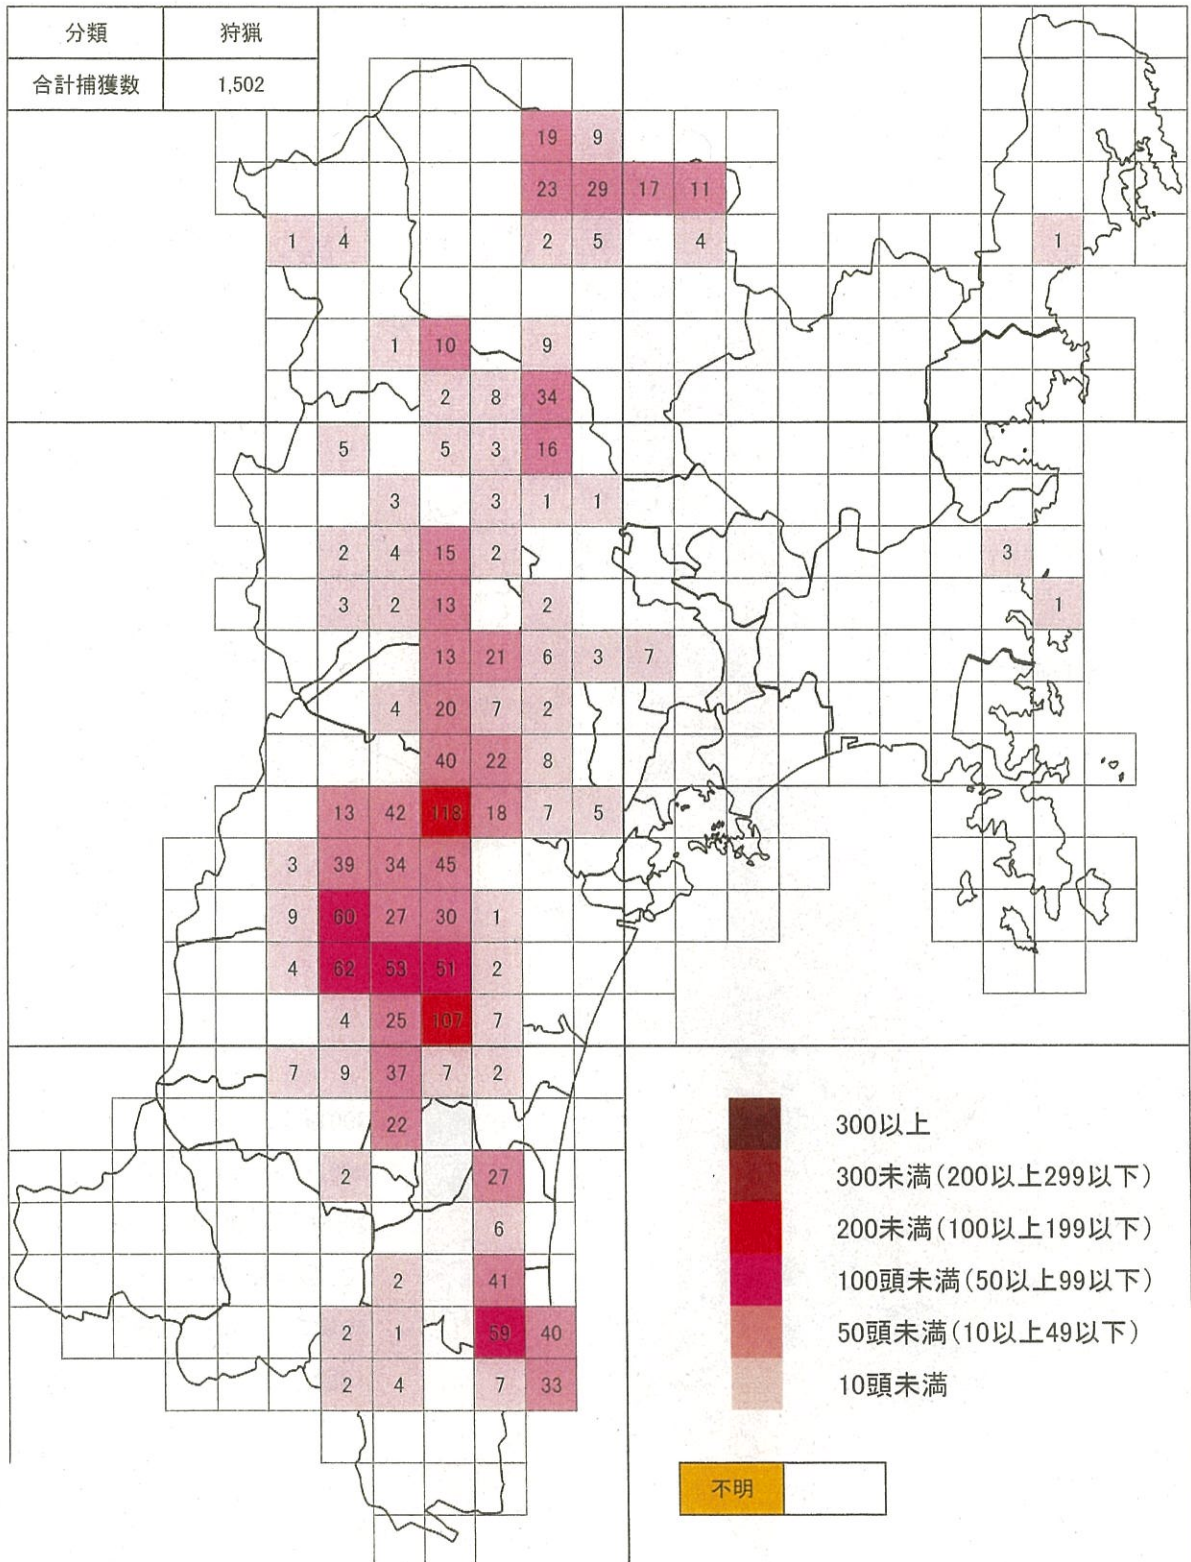 分類 狩猟
合計捕獲数 1,502
19 9
23 29 17 11
1 4 2 5 4 1
1 10 9
2 8 34
5 5 3 16
3 3 1 1
2 4 15 2 3
3 2 13 2 1
13 21 6 3 7
4 20 7 2
40 22 8
13 42 118 18 7 5
3 39 34 45
9 60 27 30 1
4 62 53 51 2
4 25 107 7
7 9 37 7 2
22
2 27
6
2 41
2 1 59 40
2 4 7 33
300以上
300未満(200以上299以下)
200未満(100以上199以下)
100頭未満(50以上99以下)
50頭未満(10以上49以下)
10頭未満
不明